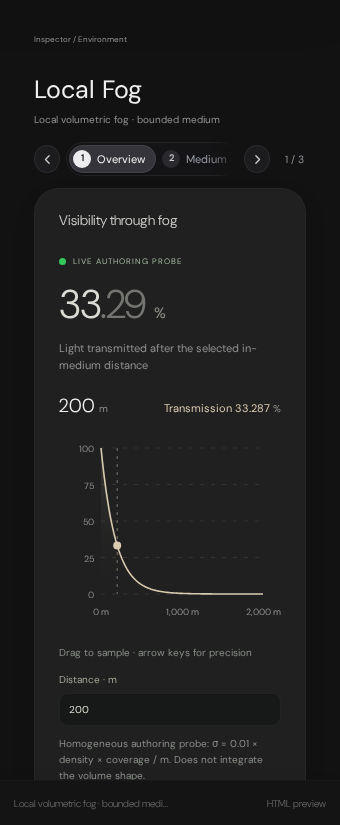 Inspector / Environment
Local Fog
Local volumetric fog · bounded medium
1 Overview 2 Medium 1 / 3
Visibility through fog
LIVE AUTHORING PROBE
33.29 %
Light transmitted after the selected in-
medium distance
200 m Transmission 33.287 %
100
75
50
25
0
0 m 1,000 m 2,000 m
Drag to sample · arrow keys for precision
Distance · m
200
Homogeneous authoring probe: σ = 0.01 ×
density × coverage / m. Does not integrate
the volume shape.
Local volumetric fog · bounded medi... HTML preview